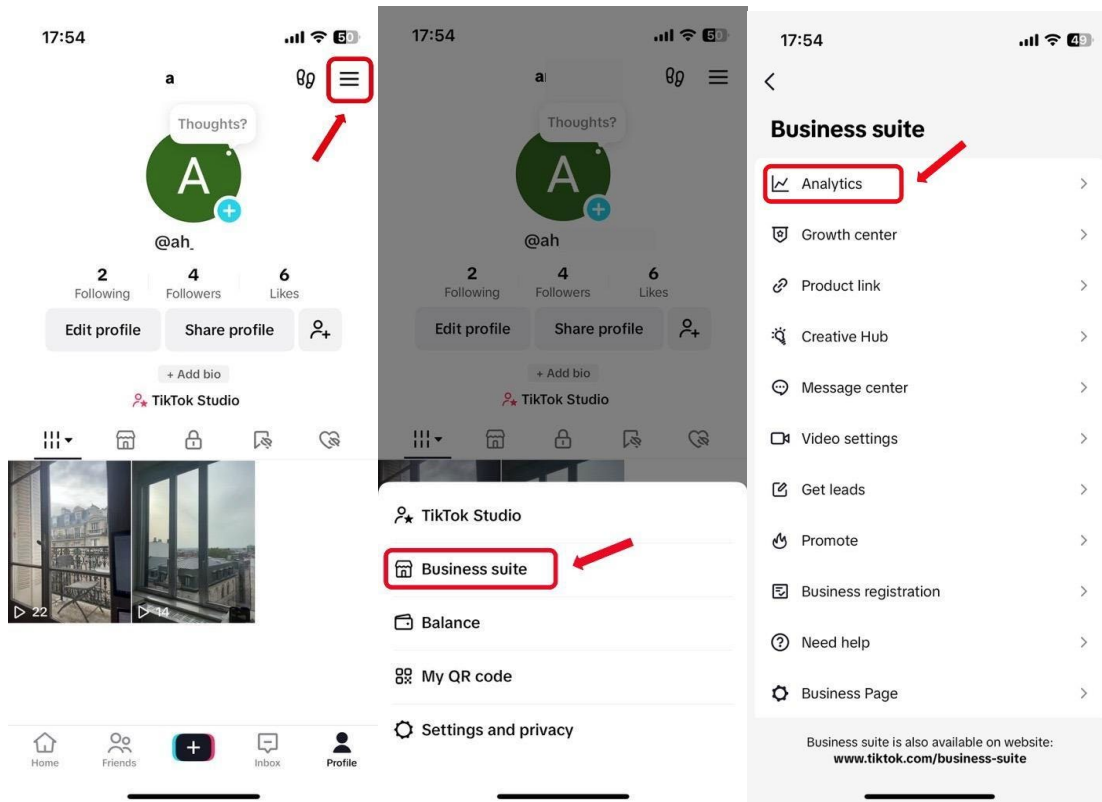 17:54
50
a
Thoughts?
A
@ah_
2 4 6
Following Followers Likes
Edit profile Share profile
+ Add bio
TikTok Studio
22 14
Home Friends Inbox Profile
17:54
50
a
Thoughts?
A
@ah
2 4 6
Following Followers Likes
Edit profile Share profile
+ Add bio
TikTok Studio
TikTok Studio
Business suite
Balance
My QR code
Settings and privacy
17:54
49
Business suite
Analytics
Growth center
Product link
Creative Hub
Message center
Video settings
Get leads
Promote
Business registration
Need help
Business Page
Business suite is also available on website:
www.tiktok.com/business-suite